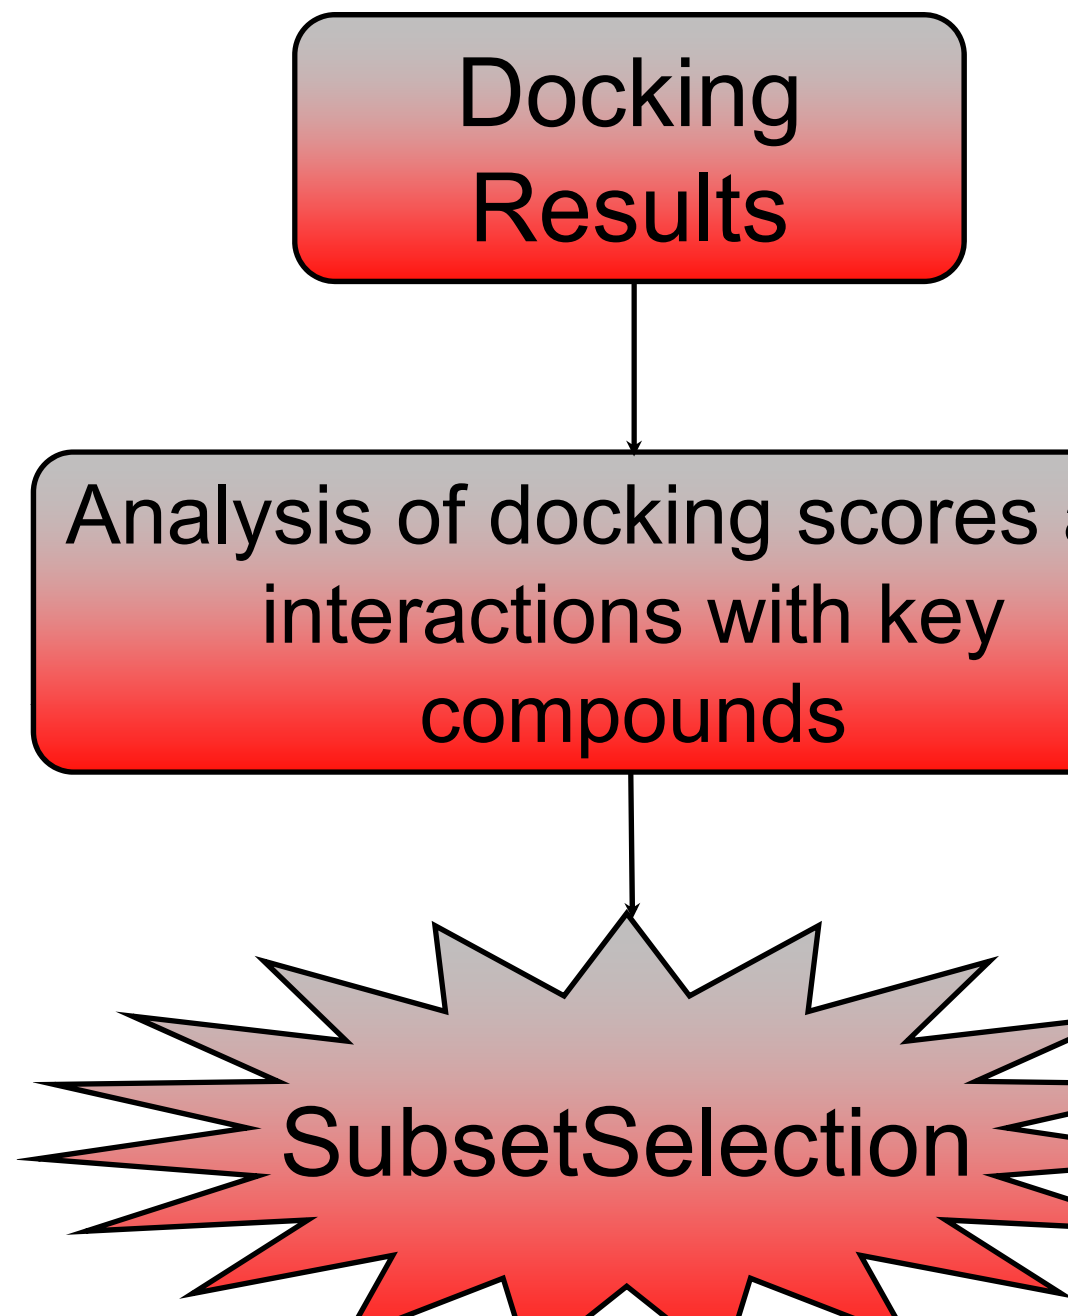 Docking
Results
Analysis of docking scores
interactions with key
compounds
SubsetSelection